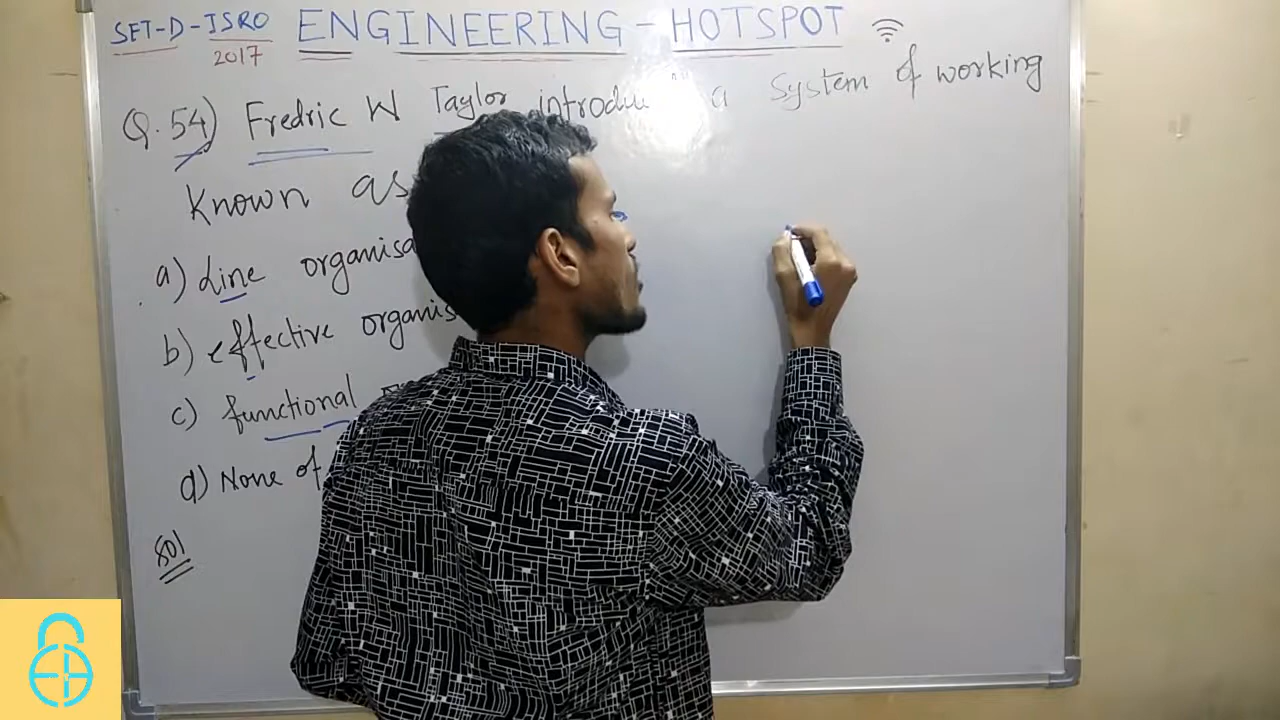 SET-D-ISRO ENGINEERING - HOTSPOT
2017
Q.54) Fredric W Taylor introdu a System of working
Known as
a) Line organisa
b) effective organis
c) functional
d) None of
Sol